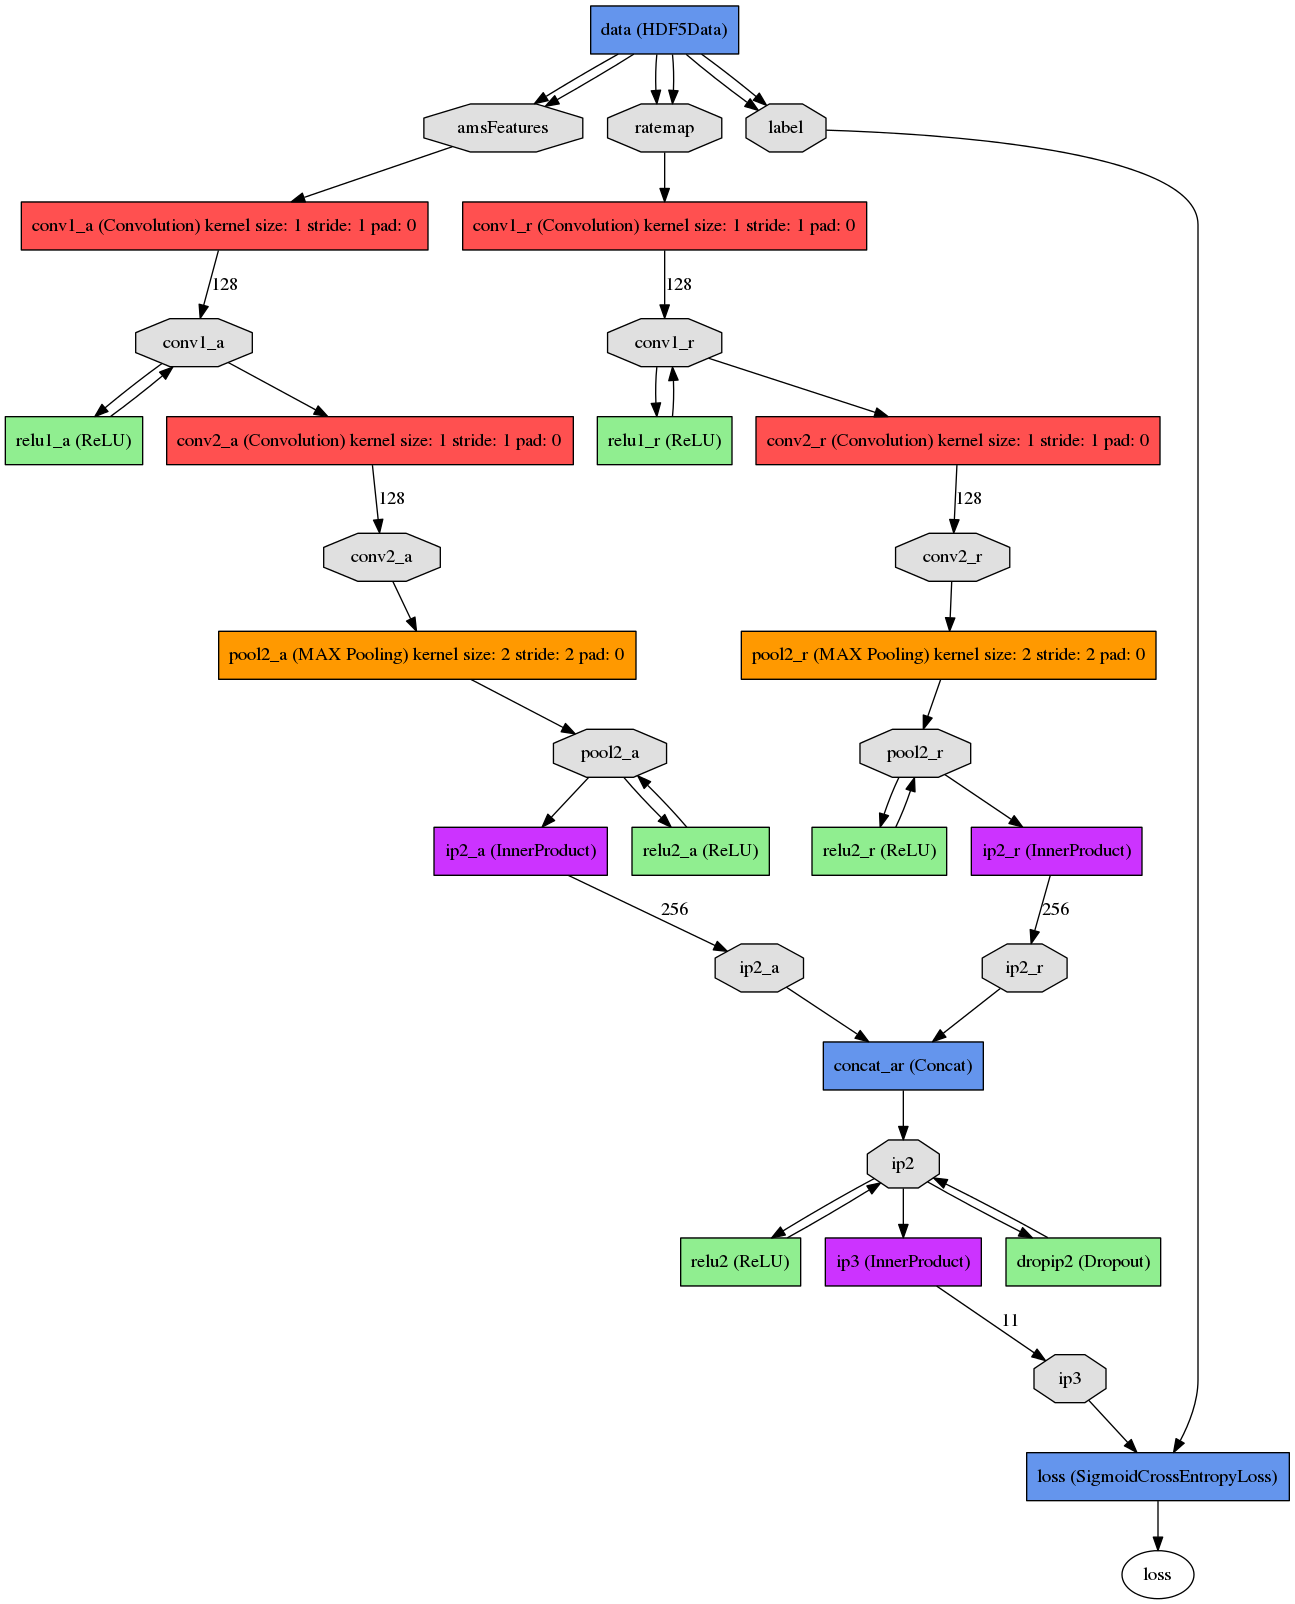 data (HDF5Data)
amsFeatures
ratemap
label
conv1_a (Convolution) kernel size: 1 stride: 1 pad: 0
conv1_r (Convolution) kernel size: 1 stride: 1 pad: 0
128
128
conv1_a
conv1_r
relu1_a (ReLU)
conv2_a (Convolution) kernel size: 1 stride: 1 pad: 0
relu1_r (ReLU)
conv2_r (Convolution) kernel size: 1 stride: 1 pad: 0
128
128
conv2_a
conv2_r
pool2_a (MAX Pooling) kernel size: 2 stride: 2 pad: 0
pool2_r (MAX Pooling) kernel size: 2 stride: 2 pad: 0
pool2_a
pool2_r
ip2_a (InnerProduct)
relu2_a (ReLU)
relu2_r (ReLU)
ip2_r (InnerProduct)
256
256
ip2_a
ip2_r
concat_ar (Concat)
ip2
relu2 (ReLU)
ip3 (InnerProduct)
dropip2 (Dropout)
11
ip3
loss (SigmoidCrossEntropyLoss)
loss